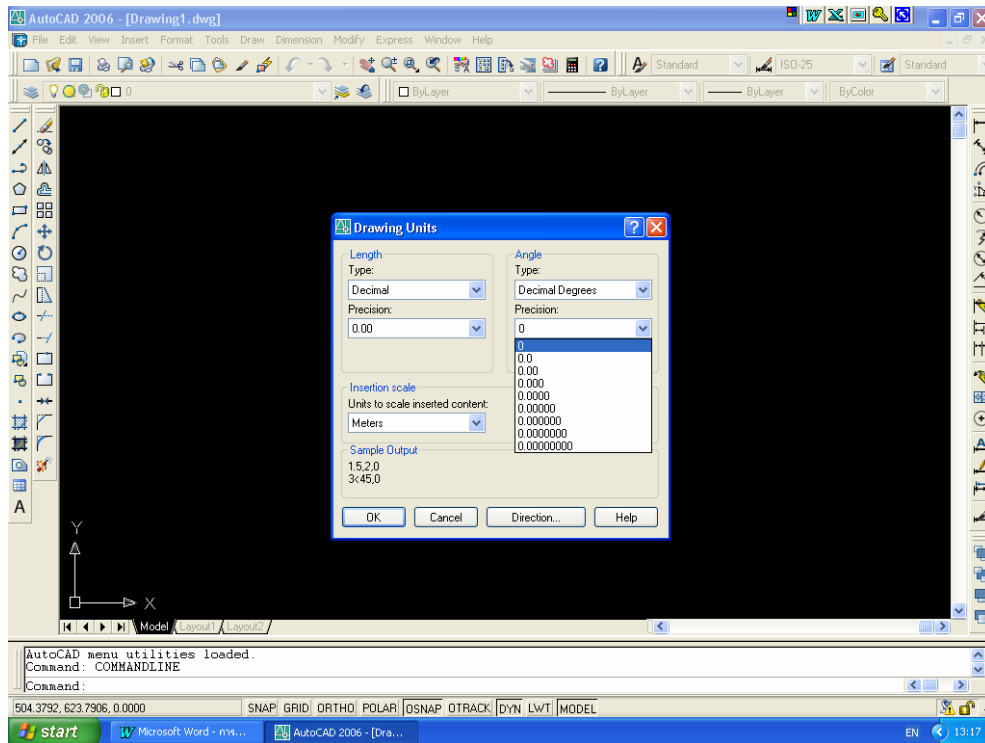 AutoCAD 2006 - [Drawing1.dwg]
File Edit View Insert Format Tools Draw Dimension Modify Express Window Help
Standard ISO-25 Standard
0 ByLayer ByLayer ByLayer ByColor
Drawing Units
Length
Type:
Decimal
Precision:
0.00
Angle
Type:
Decimal Degrees
Precision:
0
0
0.0
0.00
0.000
0.0000
0.00000
0.000000
0.0000000
0.00000000
Insertion scale
Units to scale inserted content:
Meters
Sample Output
1.5,2,0
3<45,0
OK Cancel Direction... Help
A
Y
X
Model Layout1 Layout2
AutoCAD menu utilities loaded.
Command: COMMANDLINE
Command:
504.3792, 623.7906, 0.0000 SNAP GRID ORTHO POLAR OSNAP OTRACK DYN LWT MODEL
start Microsoft Word - การ... AutoCAD 2006 - [Dra... EN 13:17